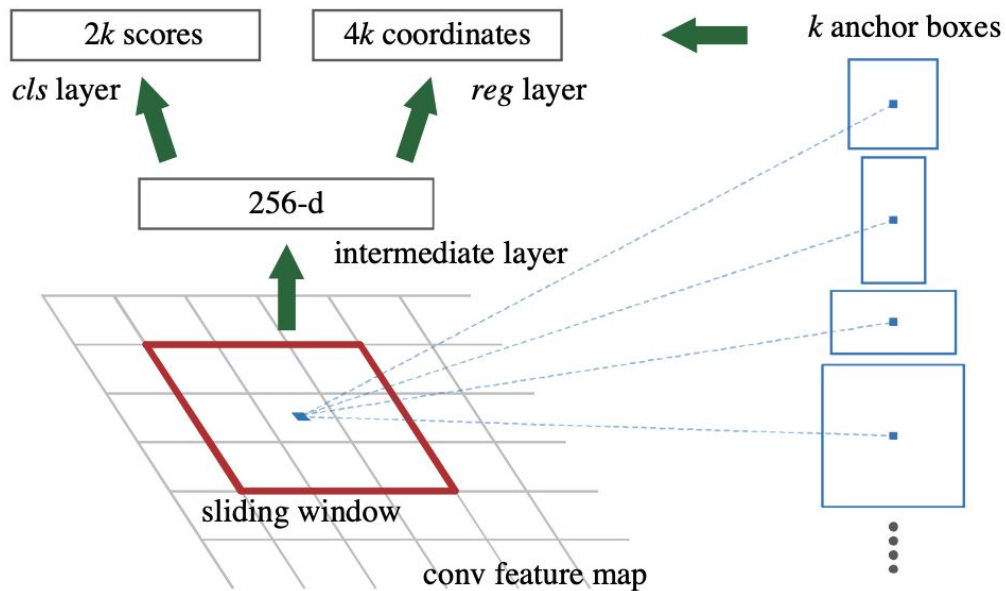 2k scores
4k coordinates
k anchor boxes
cls layer
reg layer
256-d
intermediate layer
sliding window
conv feature map